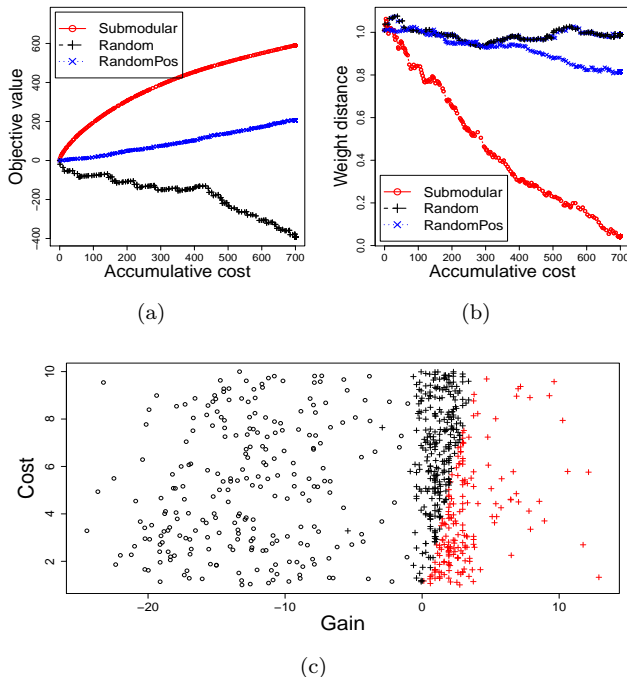 Objective value
600
400
200
0
−200
−400
Submodular
Random
RandomPos
0 100 200 300 400 500 600 700
Accumulative cost
(a)
Weight distance
1.0
0.8
0.6
0.4
0.2
0.0
Submodular
Random
RandomPos
0 100 200 300 400 500 600 700
Accumulative cost
(b)
Cost
10
8
6
4
2
−20 −10 0 10
Gain
(c)